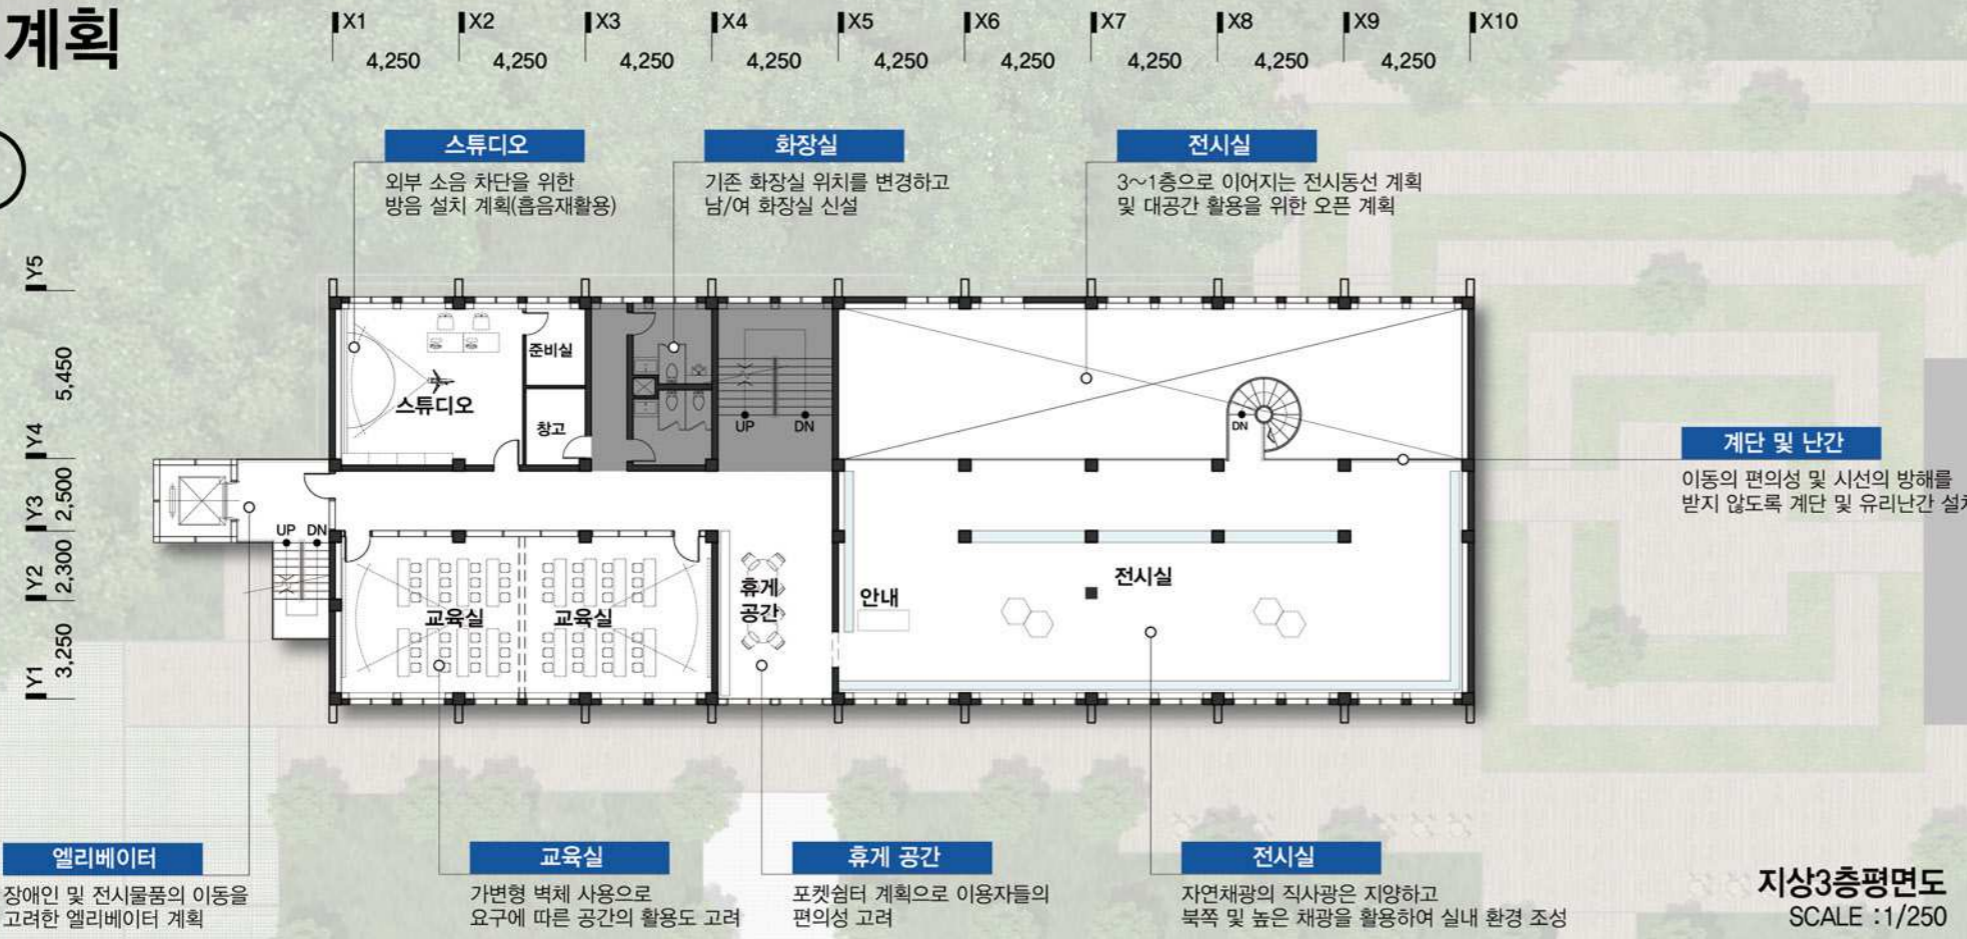 계획
X1 X2 X3 X4 X5 X6 X7 X8 X9 X10
4,250 4,250 4,250 4,250 4,250 4,250 4,250 4,250 4,250
스튜디오
외부 소음 차단을 위한
방음 설치 계획(흡음재활용)
화장실
기존 화장실 위치를 변경하고
남/여 화장실 신설
전시실
3~1층으로 이어지는 전시동선 계획
및 대공간 활용을 위한 오픈 계획
Y5
5,450
Y4
2,500
Y3
2,300
Y2
3,250
Y1
준비실
스튜디오
창고
UP DN
DN
계단 및 난간
이동의 편의성 및 시선의 방해를
받지 않도록 계단 및 유리난간
UP DN
교육실
교육실
휴게
공간
안내
전시실
엘리베이터
장애인 및 전시물품의 이동을
고려한 엘리베이터 계획
교육실
가변형 벽체 사용으로
요구에 따른 공간의 활용도 고려
휴게 공간
포켓쉼터 계획으로 이용자들의
편의성 고려
전시실
자연채광의 직사광은 지양하고
북쪽 및 높은 채광을 활용하여 실내 환경 조성
지상3층평면도
SCALE :1/250